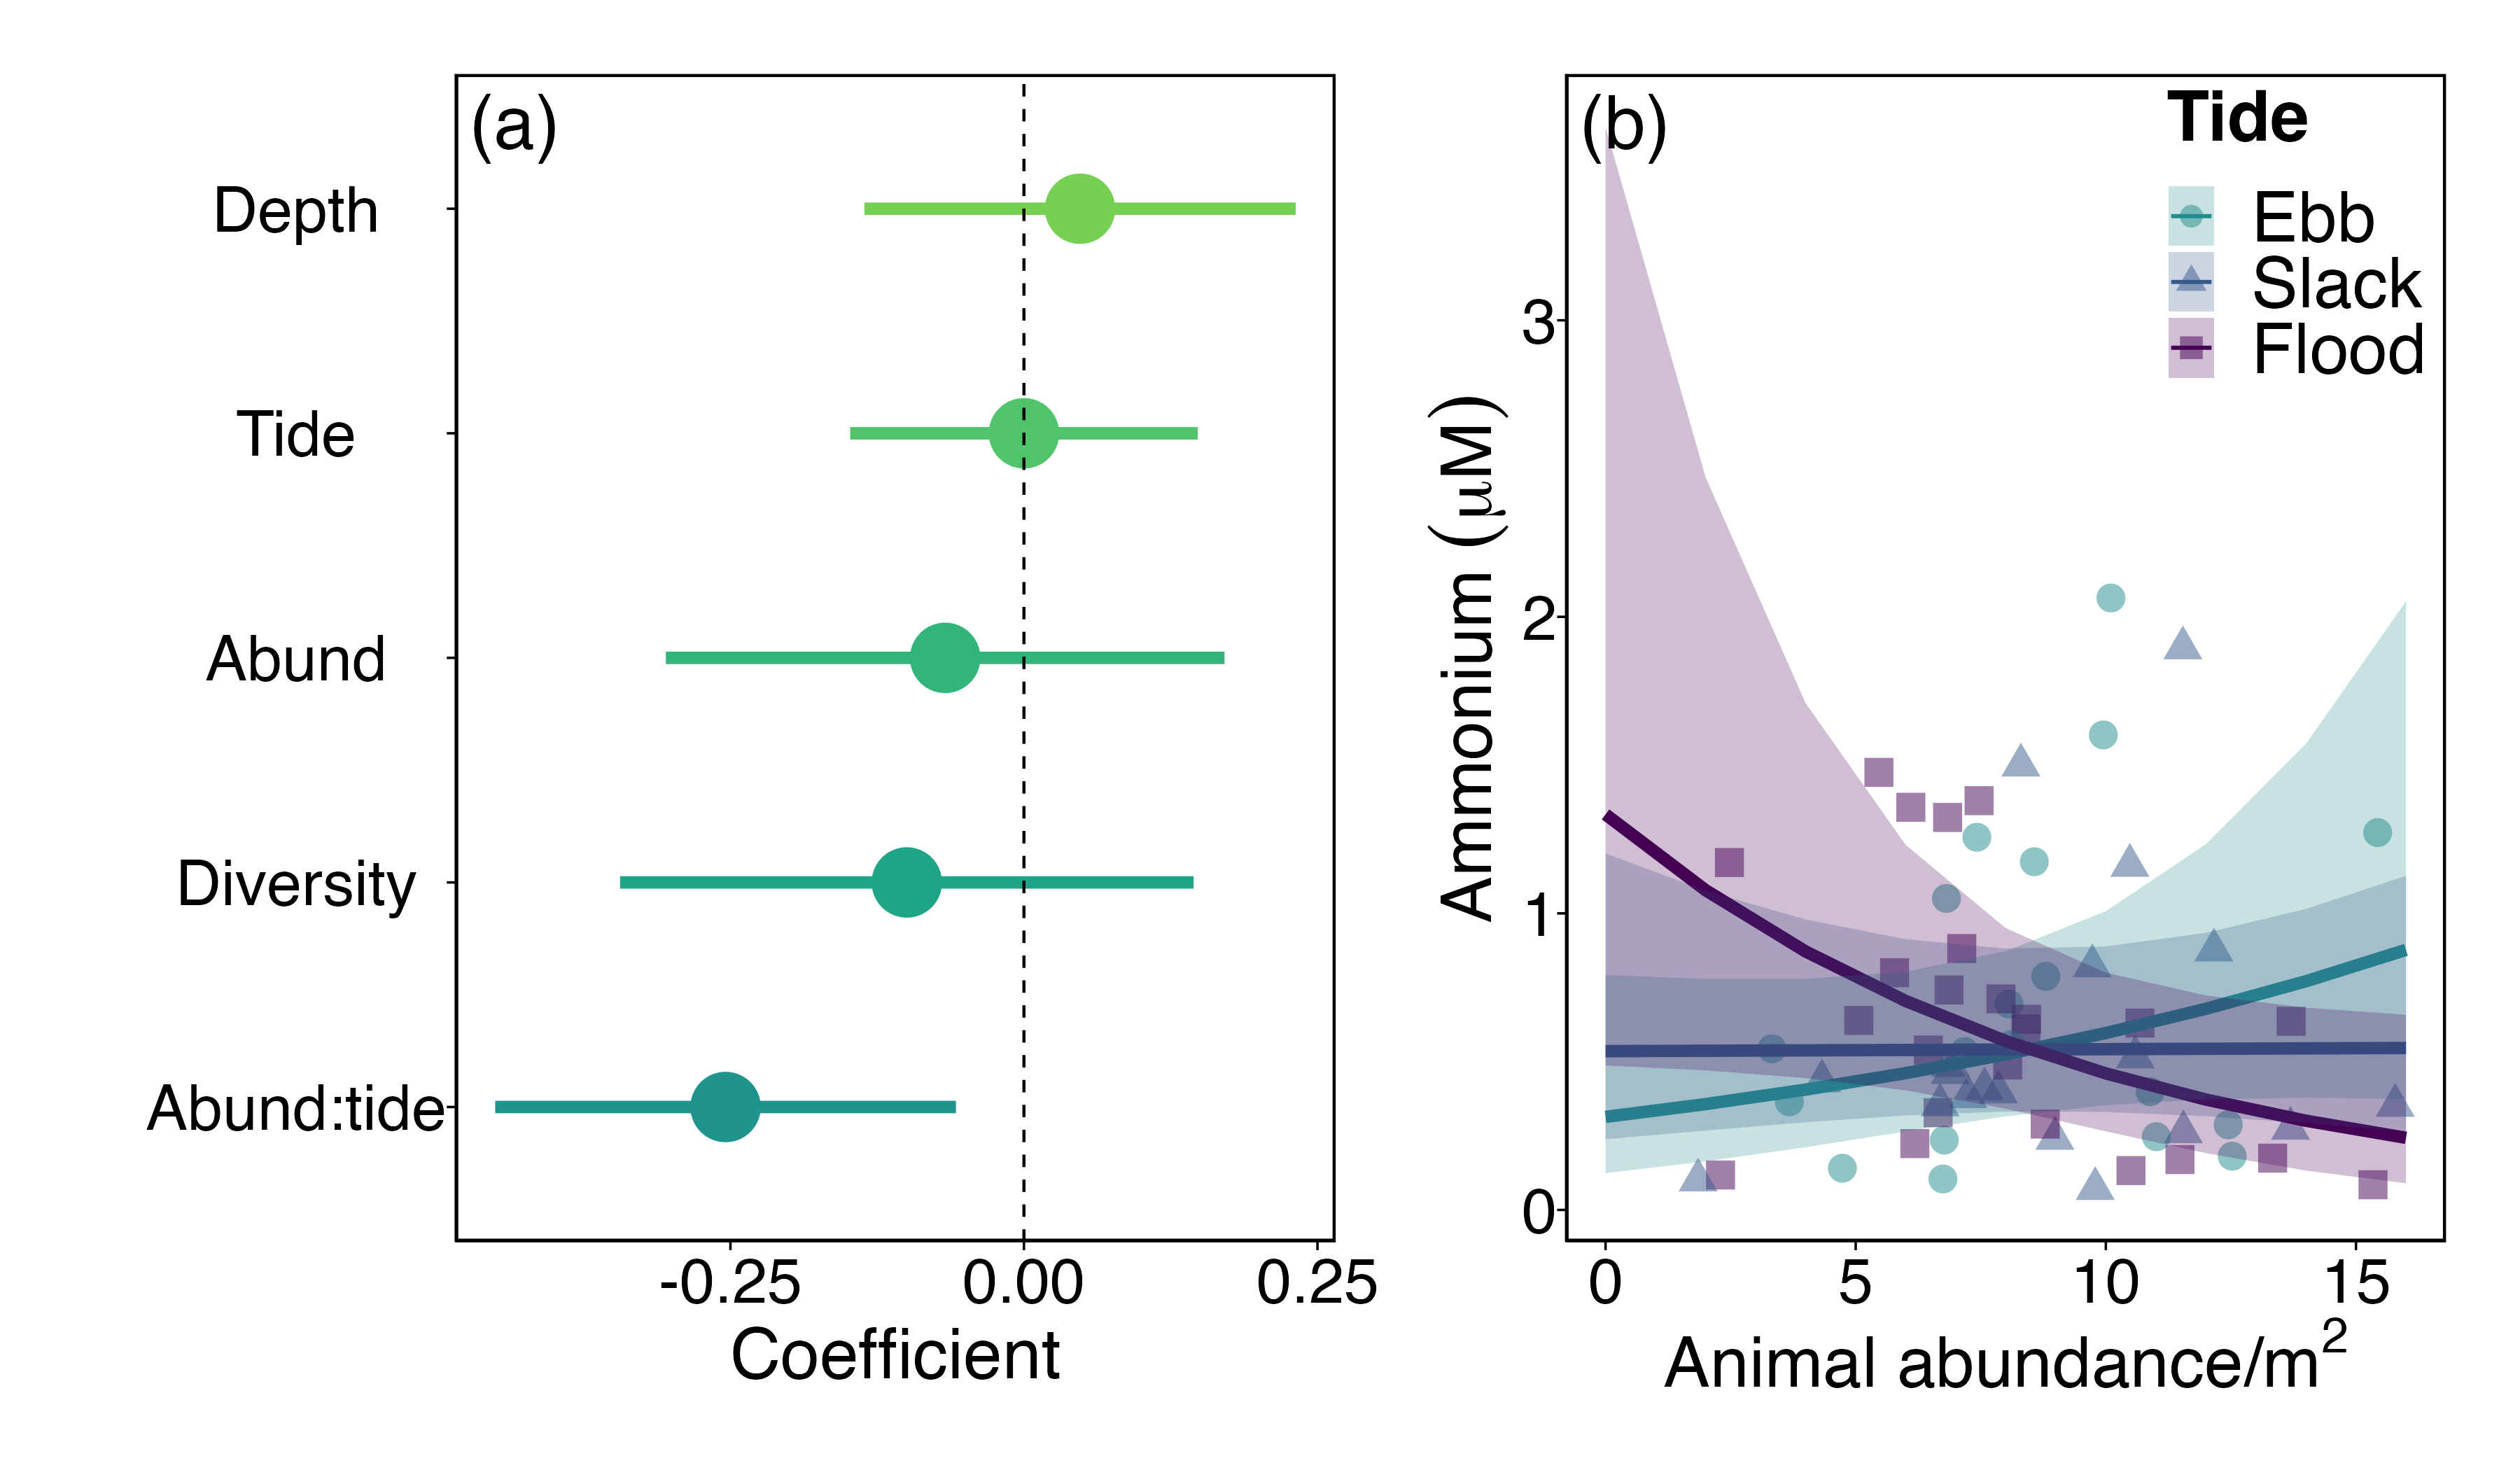 (a)
Depth
Tide
Abund
Diversity
Abund:tide
-0.25 0.00 0.25
Coefficient
(b)
Tide
Ebb
Slack
Flood
Ammonium (μM)
3
2
1
0
0 5 10 15
Animal abundance/m²